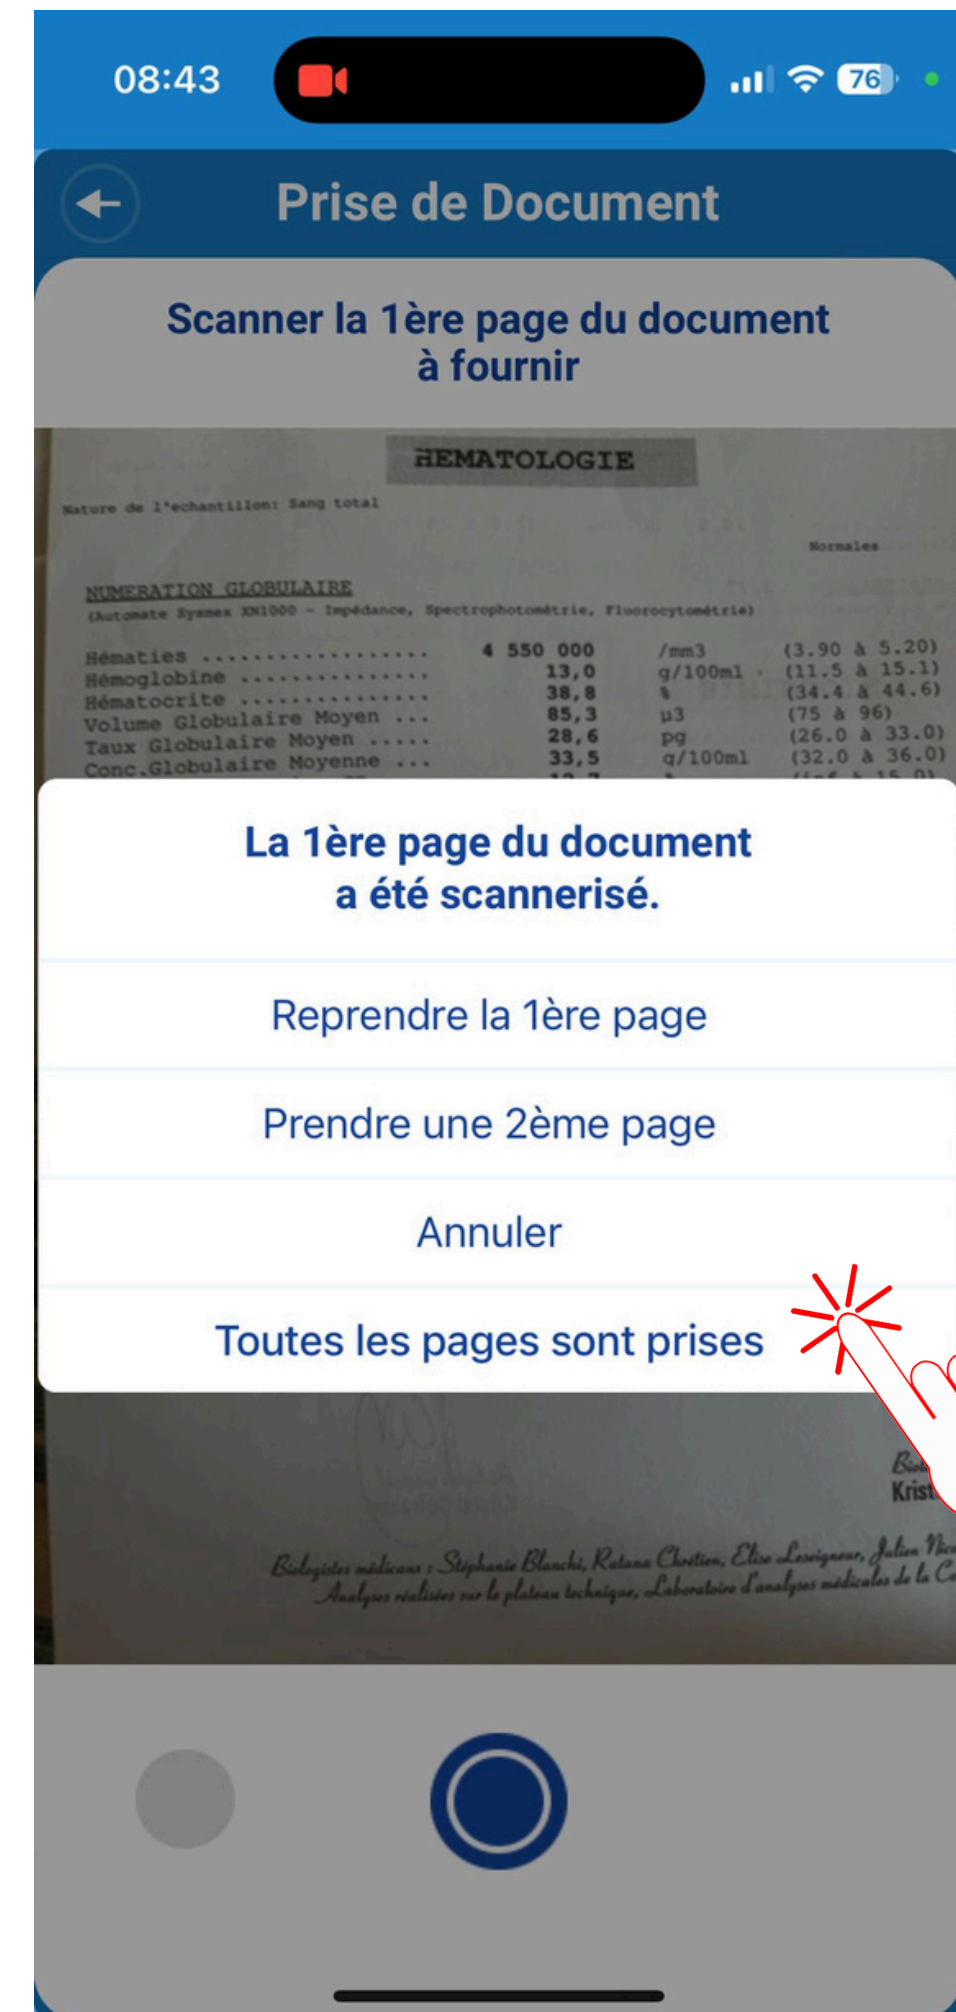 08:43
76
Prise de Document
Scanner la 1ère page du document
à fournir
HEMATOLOGIE
Nature de l'echantillon: Sang total
Normales
NUMERATION GLOBULAIRE
(Automate Sysmex XN1000 - Impédance, Spectrophotométrie, Fluorocytométrie)
Hématies .................. 4 550 000 /mm3 (3.90 à 5.20)
Hémoglobine ............... 13,0 g/100ml (11.5 à 15.1)
Hématocrite ............... 38,8 % (34.4 à 44.6)
Volume Globulaire Moyen ... 85,3 µ3 (75 à 96)
Taux Globulaire Moyen ..... 28,6 pg (26.0 à 33.0)
Conc.Globulaire Moyenne ... 33,5 g/100ml (32.0 à 36.0)
La 1ère page du document
a été scannerisé.
Reprendre la 1ère page
Prendre une 2ème page
Annuler
Toutes les pages sont prises
Biologistes médicaux : Stéphanie Blanchi, Ratana Chrétien, Elise Loseigneur, Julien
Analyses réalisées sur le plateau technique, Laboratoire d'analyses médicales de la